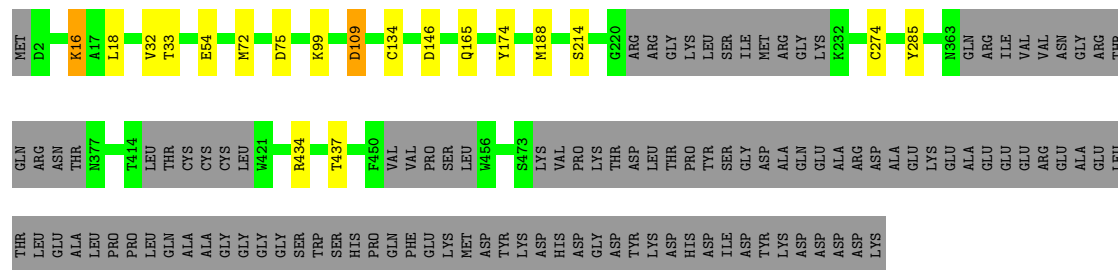 MET D2 K16 A17 L18 V32 T33 E54 M72 D75 K99 D109 C134 D146 Q165 Y174 M188 S214 G220 ARG ARG GLY LYS LEU SER ILE MET ARG GLY LYS K232 C274 Y285 N363 GLN ARG ILE VAL VAL ASN GLY ARG THR
GLN ARG ASN THR N377 T414 LEU THR CYS CYS CYS LEU W421 R434 T437 F450 VAL VAL PRO SER LEU W456 S473 LYS VAL PRO LYS THR ASP LEU THR PRO TYR SER GLY ASP ALA GLN GLU ALA ARG ASP ALA GLU LYS GLU ALA GLU GLU GLU ARG GLU ALA GLU LEU
THR LEU GLU ALA LEU PRO PRO LEU GLN ALA ALA GLY GLY GLY GLY SER TRP SER HIS PRO GLN PHE GLU LYS MET ASP TYR LYS ASP HIS ASP GLY ASP TYR LYS ASP HIS ASP ILE ASP TYR LYS ASP ASP ASP ASP LYS